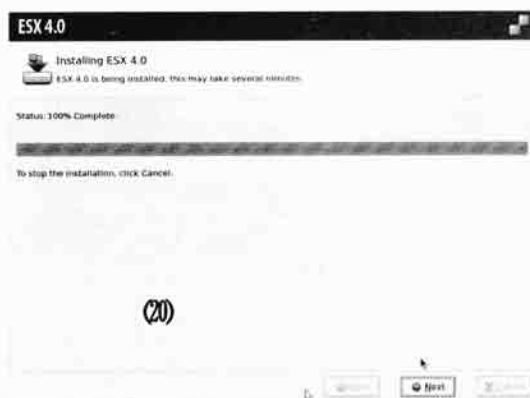 ESX 4.0
Installing ESX 4.0
ESX 4.0 is being installed, this may take several minutes.
Status: 100% Complete
To stop the installation, click Cancel.
(20)
Next